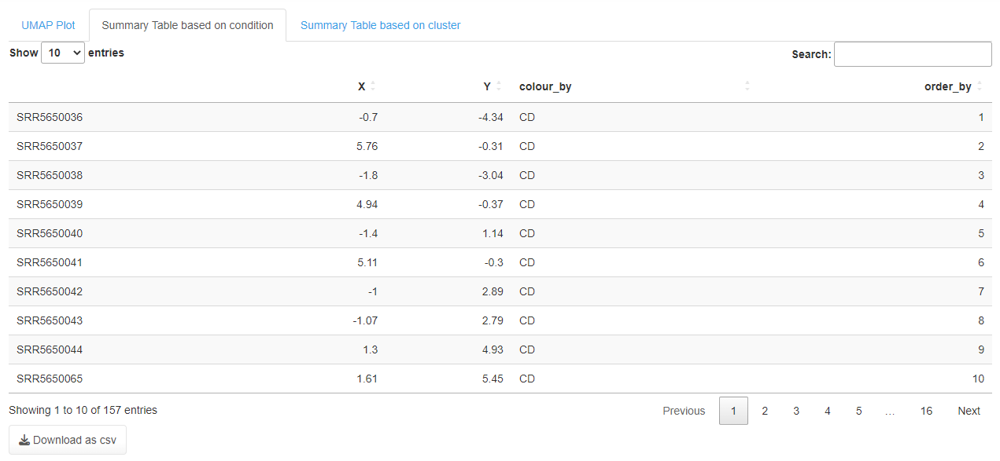 UMAP Plot Summary Table based on condition Summary Table based on cluster
Show 10 entries Search:
X Y colour_by order_by
SRR5650036 -0.7 -4.34 CD 1
SRR5650037 5.76 -0.31 CD 2
SRR5650038 -1.8 -3.04 CD 3
SRR5650039 4.94 -0.37 CD 4
SRR5650040 -1.4 1.14 CD 5
SRR5650041 5.11 -0.3 CD 6
SRR5650042 -1 2.89 CD 7
SRR5650043 -1.07 2.79 CD 8
SRR5650044 1.3 4.93 CD 9
SRR5650065 1.61 5.45 CD 10
Showing 1 to 10 of 157 entries Previous 1 2 3 4 5 … 16 Next
Download as csv